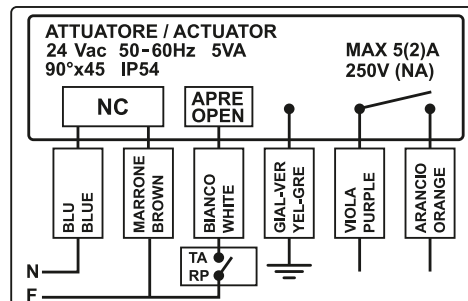 ATTUATORE / ACTUATOR
24 Vac 50-60Hz 5VA
90°x45 IP54
MAX 5(2)A
250V (NA)
NC
APRE
OPEN
BLU
BLUE
MARRONE
BROWN
BIANCO
WHITE
GIAL-VER
YEL-GRE
VIOLA
PURPLE
ARANCIO
ORANGE
TA
RP
N